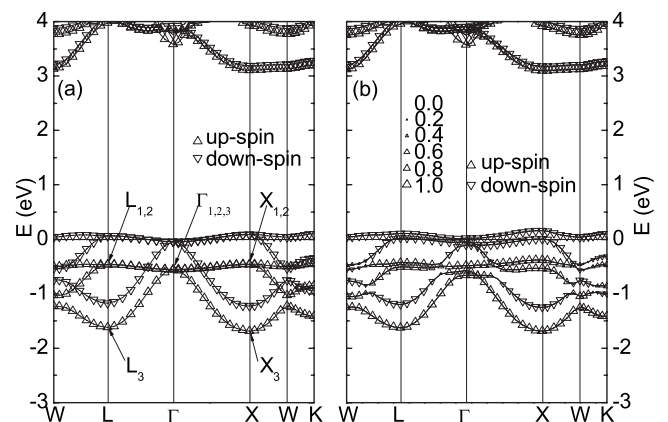 4
3
2
1
0
-1
-2
-3
E (eV)
(a)
up-spin
down-spin
L1,2
Γ1,2,3
X1,2
L3
X3
W L Γ X W K
(b)
0.0
0.2
0.4
0.6
0.8
1.0
up-spin
down-spin
4
3
2
1
0
-1
-2
-3
E (eV)
W L Γ X W K